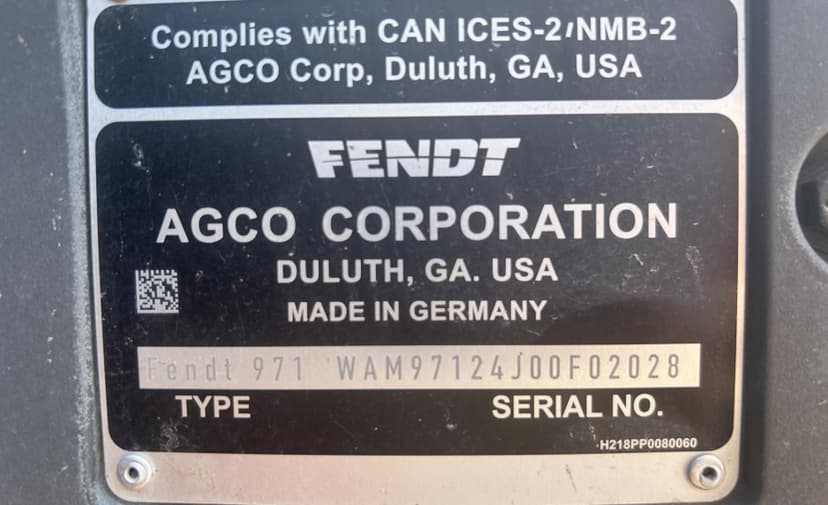 Complies with CAN ICES-2/NMB-2
AGCO Corp, Duluth, GA, USA
FENDT
AGCO CORPORATION
DULUTH, GA. USA
MADE IN GERMANY
Fendt 971 WAM97124J00F02028
TYPE SERIAL NO.
H218PP0080060